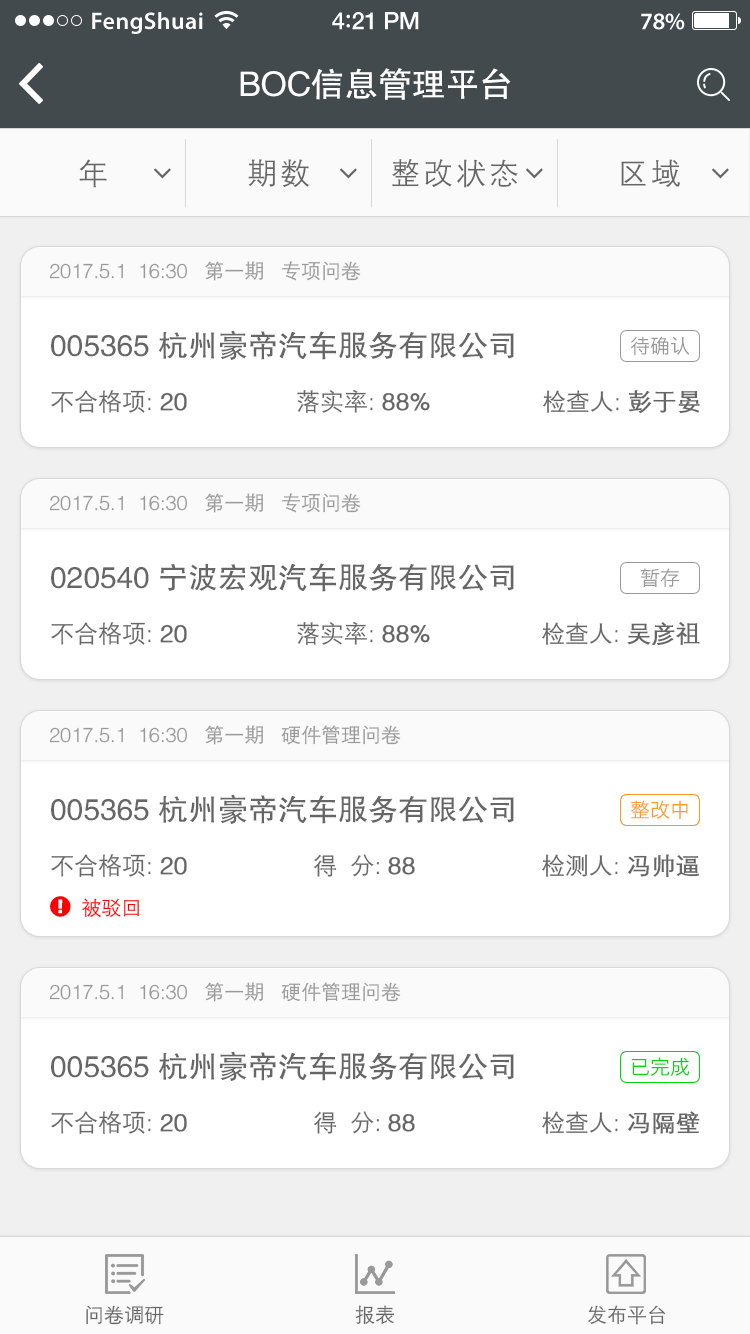 FengShuai 4:21 PM 78%
BOC信息管理平台
年 期数 整改状态 区域
2017.5.1 16:30 第一期 专项问卷
005365 杭州豪帝汽车服务有限公司 待确认
不合格项: 20 落实率: 88% 检查人: 彭于晏
2017.5.1 16:30 第一期 专项问卷
020540 宁波宏观汽车服务有限公司 暂存
不合格项: 20 落实率: 88% 检查人: 吴彦祖
2017.5.1 16:30 第一期 硬件管理问卷
005365 杭州豪帝汽车服务有限公司 整改中
不合格项: 20 得 分: 88 检测人: 冯帅逼
被驳回
2017.5.1 16:30 第一期 硬件管理问卷
005365 杭州豪帝汽车服务有限公司 已完成
不合格项: 20 得 分: 88 检查人: 冯隔壁
问卷调研 报表 发布平台